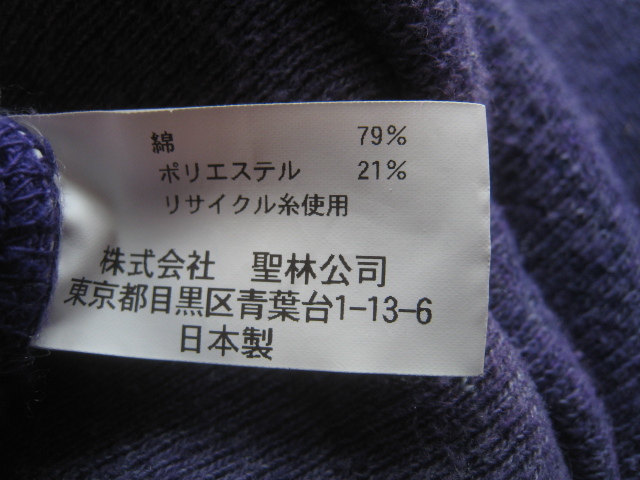 綿 79%
ポリエステル 21%
リサイクル糸使用
株式会社 聖林公司
東京都目黒区青葉台1-13-6
日本製